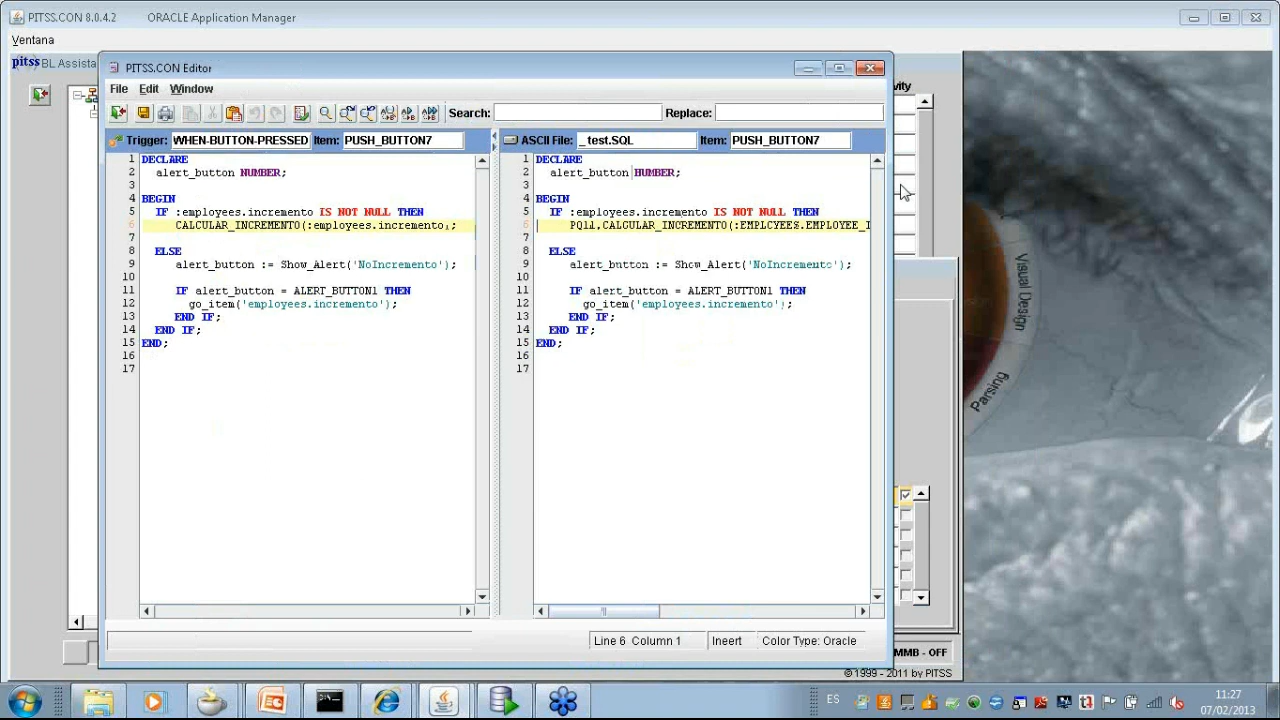 PITSS.CON 8.0.4.2 ORACLE Application Manager
Ventana
pitss BL Assista
vity
PITSS.CON Editor
File Edit Window
Search: Replace:
Trigger: WHEN-BUTTON-PRESSED Item: PUSH_BUTTON7
1 DECLARE
2 alert_button NUMBER;
3
4 BEGIN
5 IF :employees.incremento IS NOT NULL THEN
6 CALCULAR_INCREMENTO(:employees.incremento);
7
8 ELSE
9 alert_button := Show_Alert('NoIncremento');
10
11 IF alert_button = ALERT_BUTTON1 THEN
12 go_item('employees.incremento');
13 END IF;
14 END IF;
15 END;
16
17
ASCII File: _test.SQL Item: PUSH_BUTTON7
1 DECLARE
2 alert_button NUMBER;
3
4 BEGIN
5 IF :employees.incremento IS NOT NULL THEN
6 PQ11,CALGULAR_INCREMENTO(:EMPLCYEES.EMPLOYEE_I
7
8 ELSE
9 alert_button := Show_Alert('NoIncremento');
10
11 IF alert_button = ALERT_BUTTON1 THEN
12 go_item('employees.incremento');
13 END IF;
14 END IF;
15 END;
16
17
Line 6 Column 1 Insert Color Type: Oracle
MMB - OFF
©1999 - 2011 by PITSS
Visual Design
Parsing
ES
11:27
07/02/2013